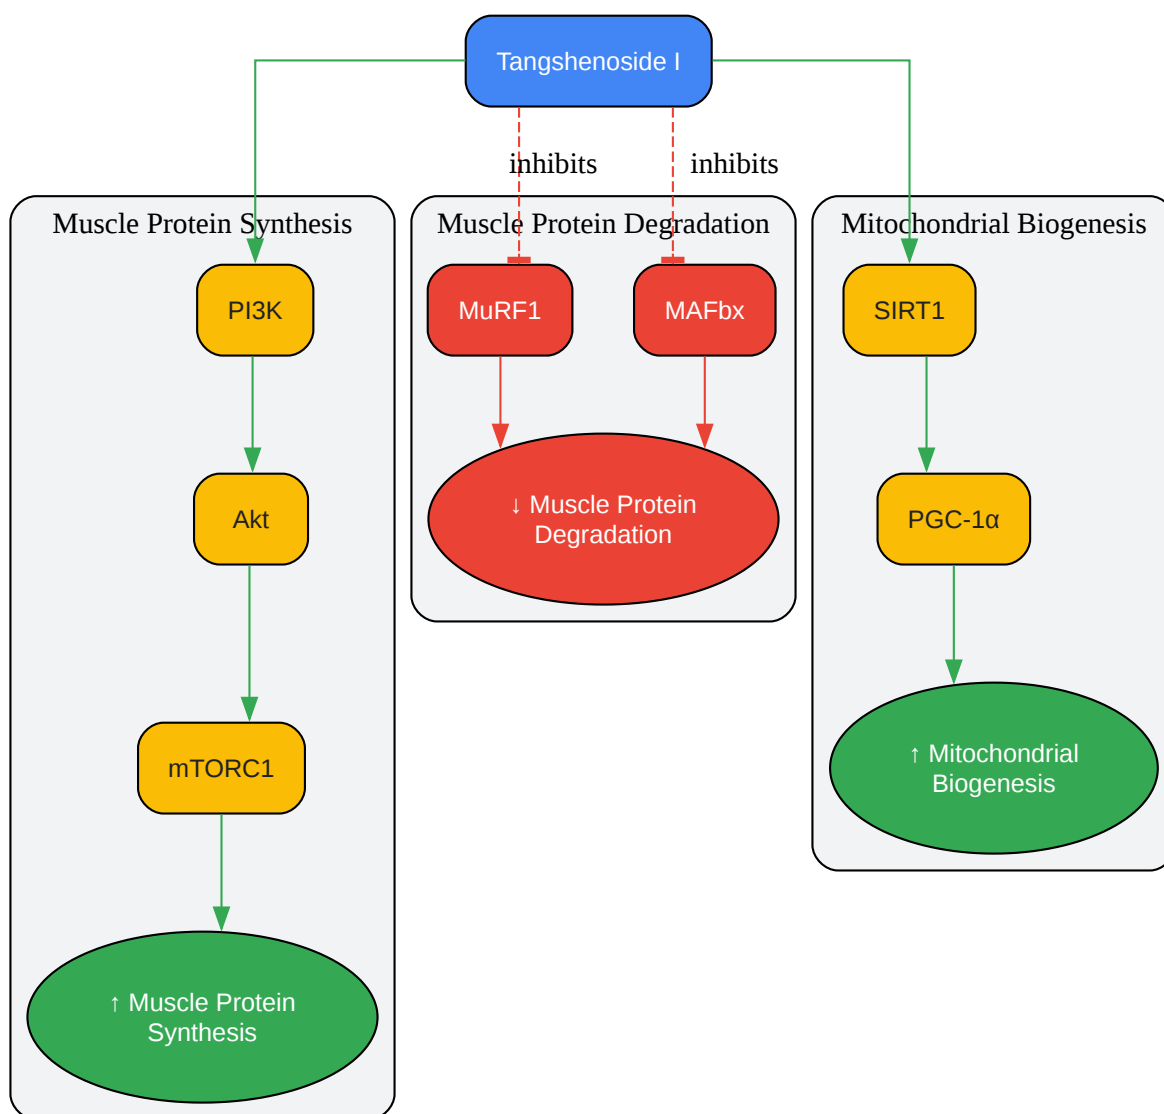 Tangshenoside I
inhibits
inhibits
Muscle Protein Synthesis
Muscle Protein Degradation
Mitochondrial Biogenesis
PI3K
MuRF1
MAFbx
SIRT1
Akt
↓ Muscle Protein
Degradation
PGC-1α
mTORC1
↑ Mitochondrial
Biogenesis
↑ Muscle Protein
Synthesis